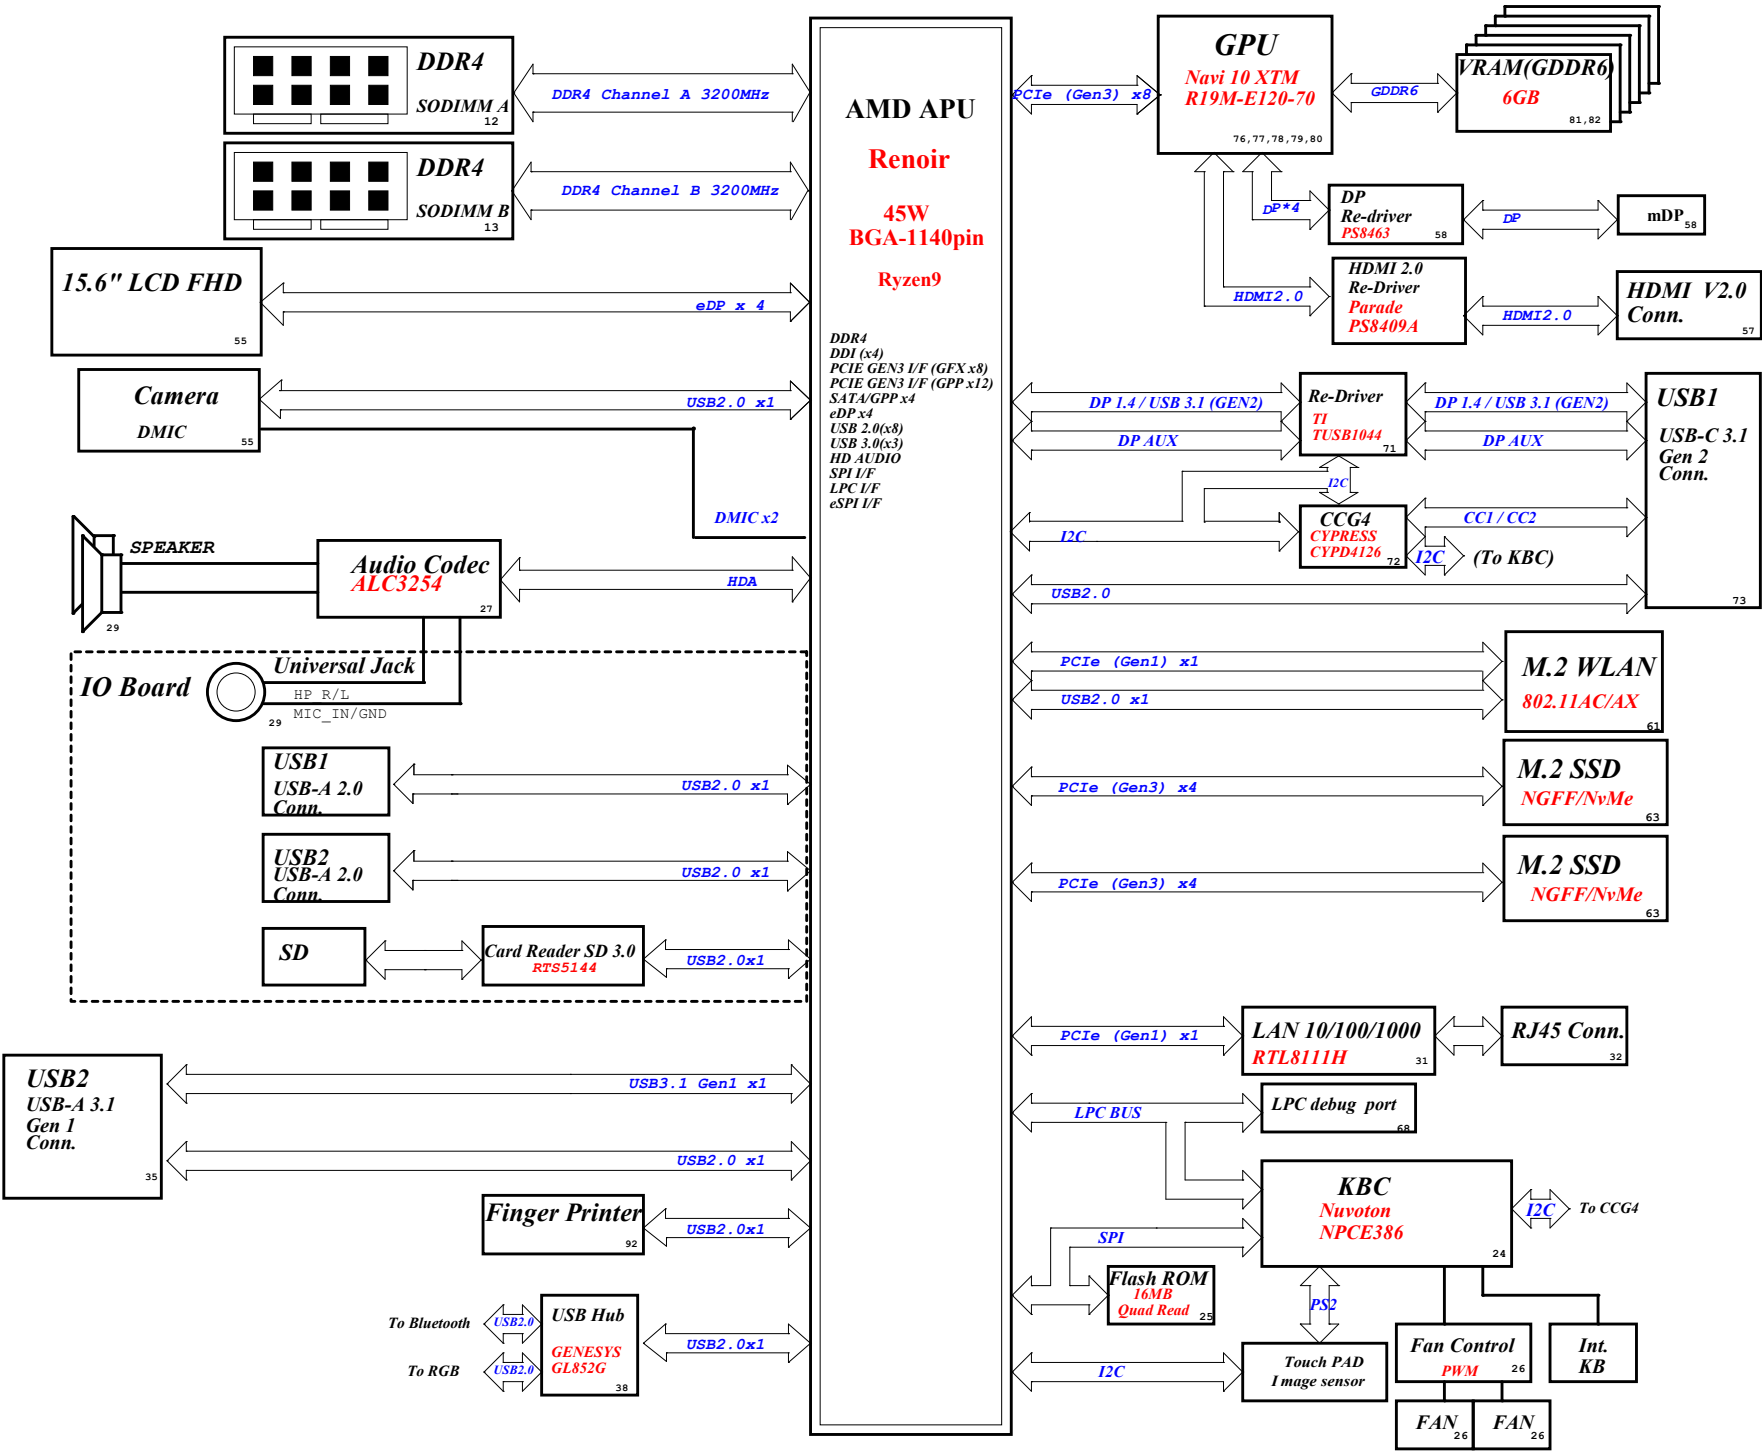 DDR4
SODIMM A
12
DDR4 Channel A 3200MHz
DDR4
SODIMM B
13
DDR4 Channel B 3200MHz
15.6" LCD FHD
55
eDP x 4
Camera
DMIC
55
USB2.0 x1
DMIC x2
SPEAKER
29
Audio Codec
ALC3254
27
HDA
IO Board
Universal Jack
HP_R/L
MIC_IN/GND
29
USB1
USB-A 2.0
Conn.
USB2.0 x1
USB2
USB-A 2.0
Conn.
USB2.0 x1
SD
Card Reader SD 3.0
RTS5144
USB2.0x1
USB2
USB-A 3.1
Gen 1
Conn.
35
USB3.1 Gen1 x1
USB2.0 x1
Finger Printer
92
USB2.0x1
To Bluetooth
USB2.0
To RGB
USB2.0
USB Hub
GENESYS
GL852G
38
USB2.0x1
AMD APU
Renoir
45W
BGA-1140pin
Ryzen9
DDR4
DDI (x4)
PCIE GEN3 I/F (GFX x8)
PCIE GEN3 I/F (GPP x12)
SATA/GPP x4
eDP x4
USB 2.0(x8)
USB 3.0(x3)
HD AUDIO
SPI I/F
LPC I/F
eSPI I/F
PCIe (Gen3) x8
GPU
Navi 10 XTM
R19M-E120-70
76,77,78,79,80
GDDR6
VRAM(GDDR6)
6GB
81,82
DP*4
DP
Re-driver
PS8463
58
DP
mDP
58
HDMI2.0
HDMI 2.0
Re-Driver
Parade
PS8409A
HDMI2.0
HDMI V2.0
Conn.
57
DP 1.4 / USB 3.1 (GEN2)
DP AUX
Re-Driver
TI
TUSB1044
71
DP 1.4 / USB 3.1 (GEN2)
DP AUX
USB1
USB-C 3.1
Gen 2
Conn.
73
I2C
I2C
CCG4
CYPRESS
CYPD4126
72
CC1 / CC2
I2C
(To KBC)
USB2.0
PCIe (Gen1) x1
USB2.0 x1
M.2 WLAN
802.11AC/AX
61
PCIe (Gen3) x4
M.2 SSD
NGFF/NvMe
63
PCIe (Gen3) x4
M.2 SSD
NGFF/NvMe
63
PCIe (Gen1) x1
LAN 10/100/1000
RTL8111H
31
RJ45 Conn.
32
LPC BUS
LPC debug port
68
KBC
Nuvoton
NPCE386
24
I2C
To CCG4
SPI
Flash ROM
16MB
Quad Read
25
PS2
I2C
Touch PAD
Image sensor
Fan Control
PWM
26
Int.
KB
FAN
26
FAN
26